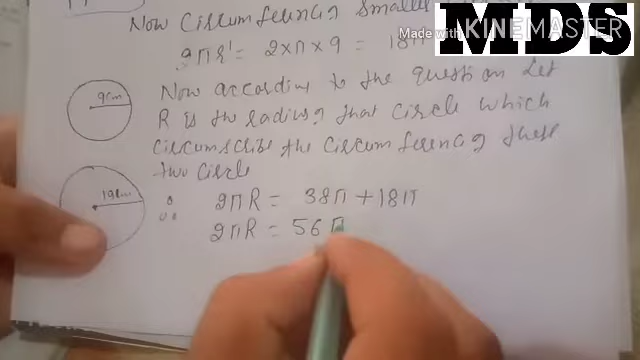 MDS
Made with KINEMASTER
Now Circumference of smaller
2πr' = 2×π×9 = 18π
9cm
Now according to the question Let
R is the radius of that circle which
circumscribe the circumference of these
two circle
19cm
∴ 2πR = 38π + 18π
2πR = 56π